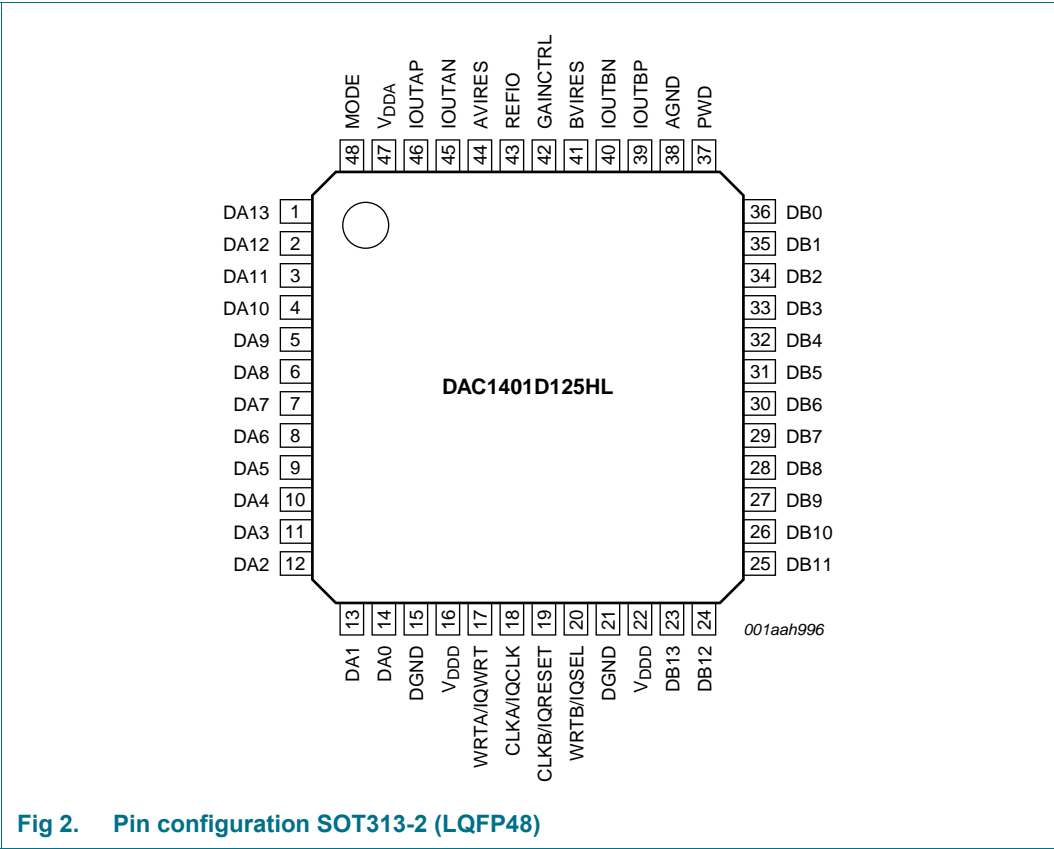 MODE
VDDA
IOUTAP
IOUTAN
AVIRES
REFIO
GAINCTRL
BVIRES
IOUTBN
IOUTBP
AGND
PWD
48
47
46
45
44
43
42
41
40
39
38
37
DA13 1
DA12 2
DA11 3
DA10 4
DA9 5
DA8 6
DA7 7
DA6 8
DA5 9
DA4 10
DA3 11
DA2 12
DAC1401D125HL
36 DB0
35 DB1
34 DB2
33 DB3
32 DB4
31 DB5
30 DB6
29 DB7
28 DB8
27 DB9
26 DB10
25 DB11
13
14
15
16
17
18
19
20
21
22
23
24
DA1
DA0
DGND
VDDD
WRTA/IQWRT
CLKA/IQCLK
CLKB/IQRESET
WRTB/IQSEL
DGND
VDDD
DB13
DB12
001aah996
Fig 2. Pin configuration SOT313-2 (LQFP48)